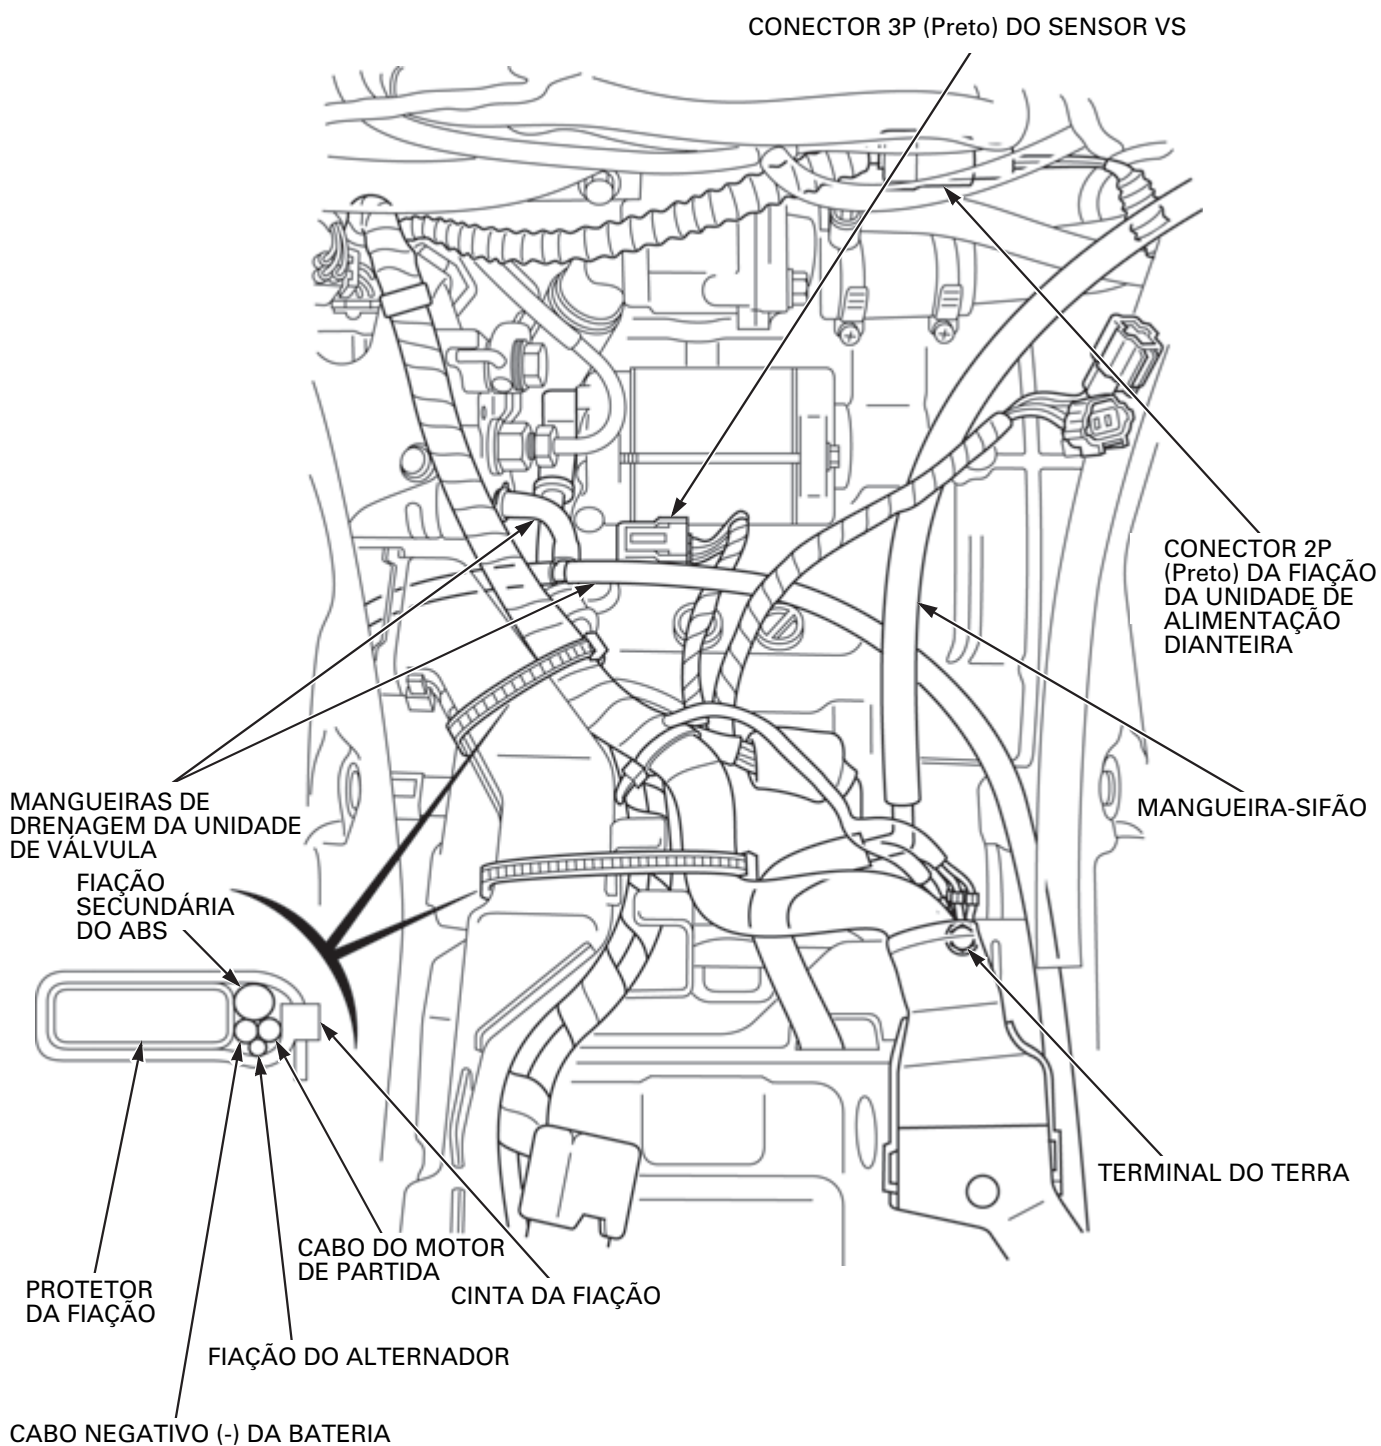 CONECTOR 3P (Preto) DO SENSOR VS
CONECTOR 2P
(Preto) DA FIAÇÃO
DA UNIDADE DE
ALIMENTAÇÃO
DIANTEIRA
MANGUEIRAS DE
DRENAGEM DA UNIDADE
DE VÁLVULA
MANGUEIRA-SIFÃO
FIAÇÃO
SECUNDÁRIA
DO ABS
TERMINAL DO TERRA
CABO DO MOTOR
DE PARTIDA
PROTETOR
DA FIAÇÃO
CINTA DA FIAÇÃO
FIAÇÃO DO ALTERNADOR
CABO NEGATIVO (-) DA BATERIA